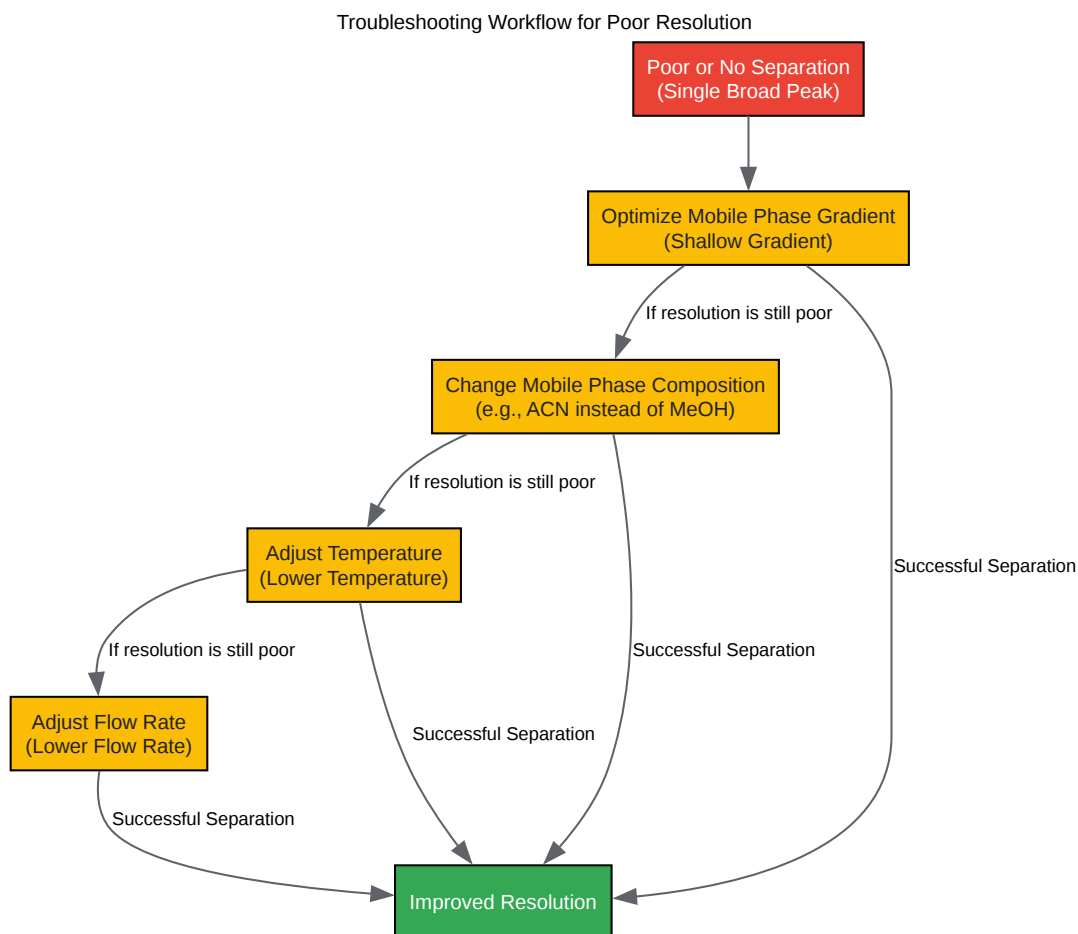 Troubleshooting Workflow for Poor Resolution
Poor or No Separation
(Single Broad Peak)
Optimize Mobile Phase Gradient
(Shallow Gradient)
If resolution is still poor
Change Mobile Phase Composition
(e.g., ACN instead of MeOH)
If resolution is still poor
Adjust Temperature
(Lower Temperature)
Successful Separation
If resolution is still poor
Successful Separation
Adjust Flow Rate
(Lower Flow Rate)
Successful Separation
Successful Separation
Improved Resolution